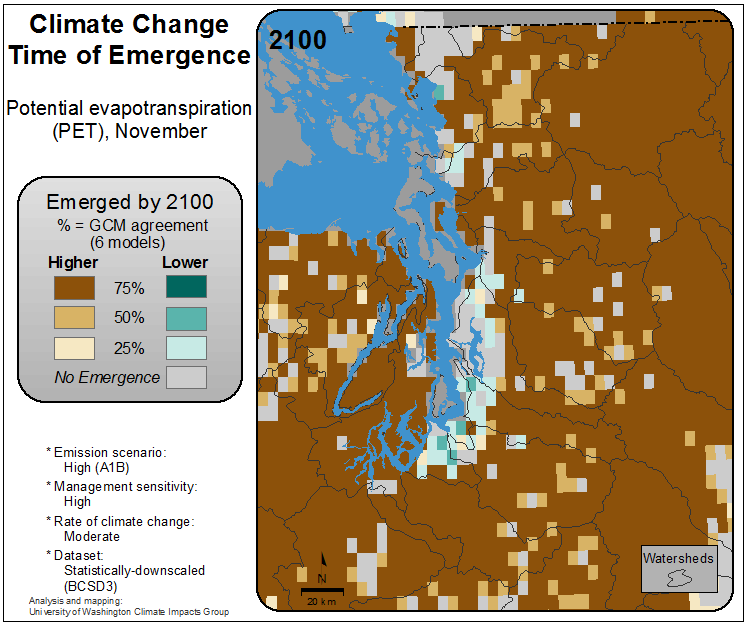 Climate Change
Time of Emergence
Potential evapotranspiration
(PET), November
Emerged by 2100
% = GCM agreement
(6 models)
Higher Lower
75%
50%
25%
No Emergence
* Emission scenario:
High (A1B)
* Management sensitivity:
High
* Rate of climate change:
Moderate
* Dataset:
Statistically-downscaled
(BCSD3)
Analysis and mapping:
University of Washington Climate Impacts Group
2100
N
20 km
Watersheds